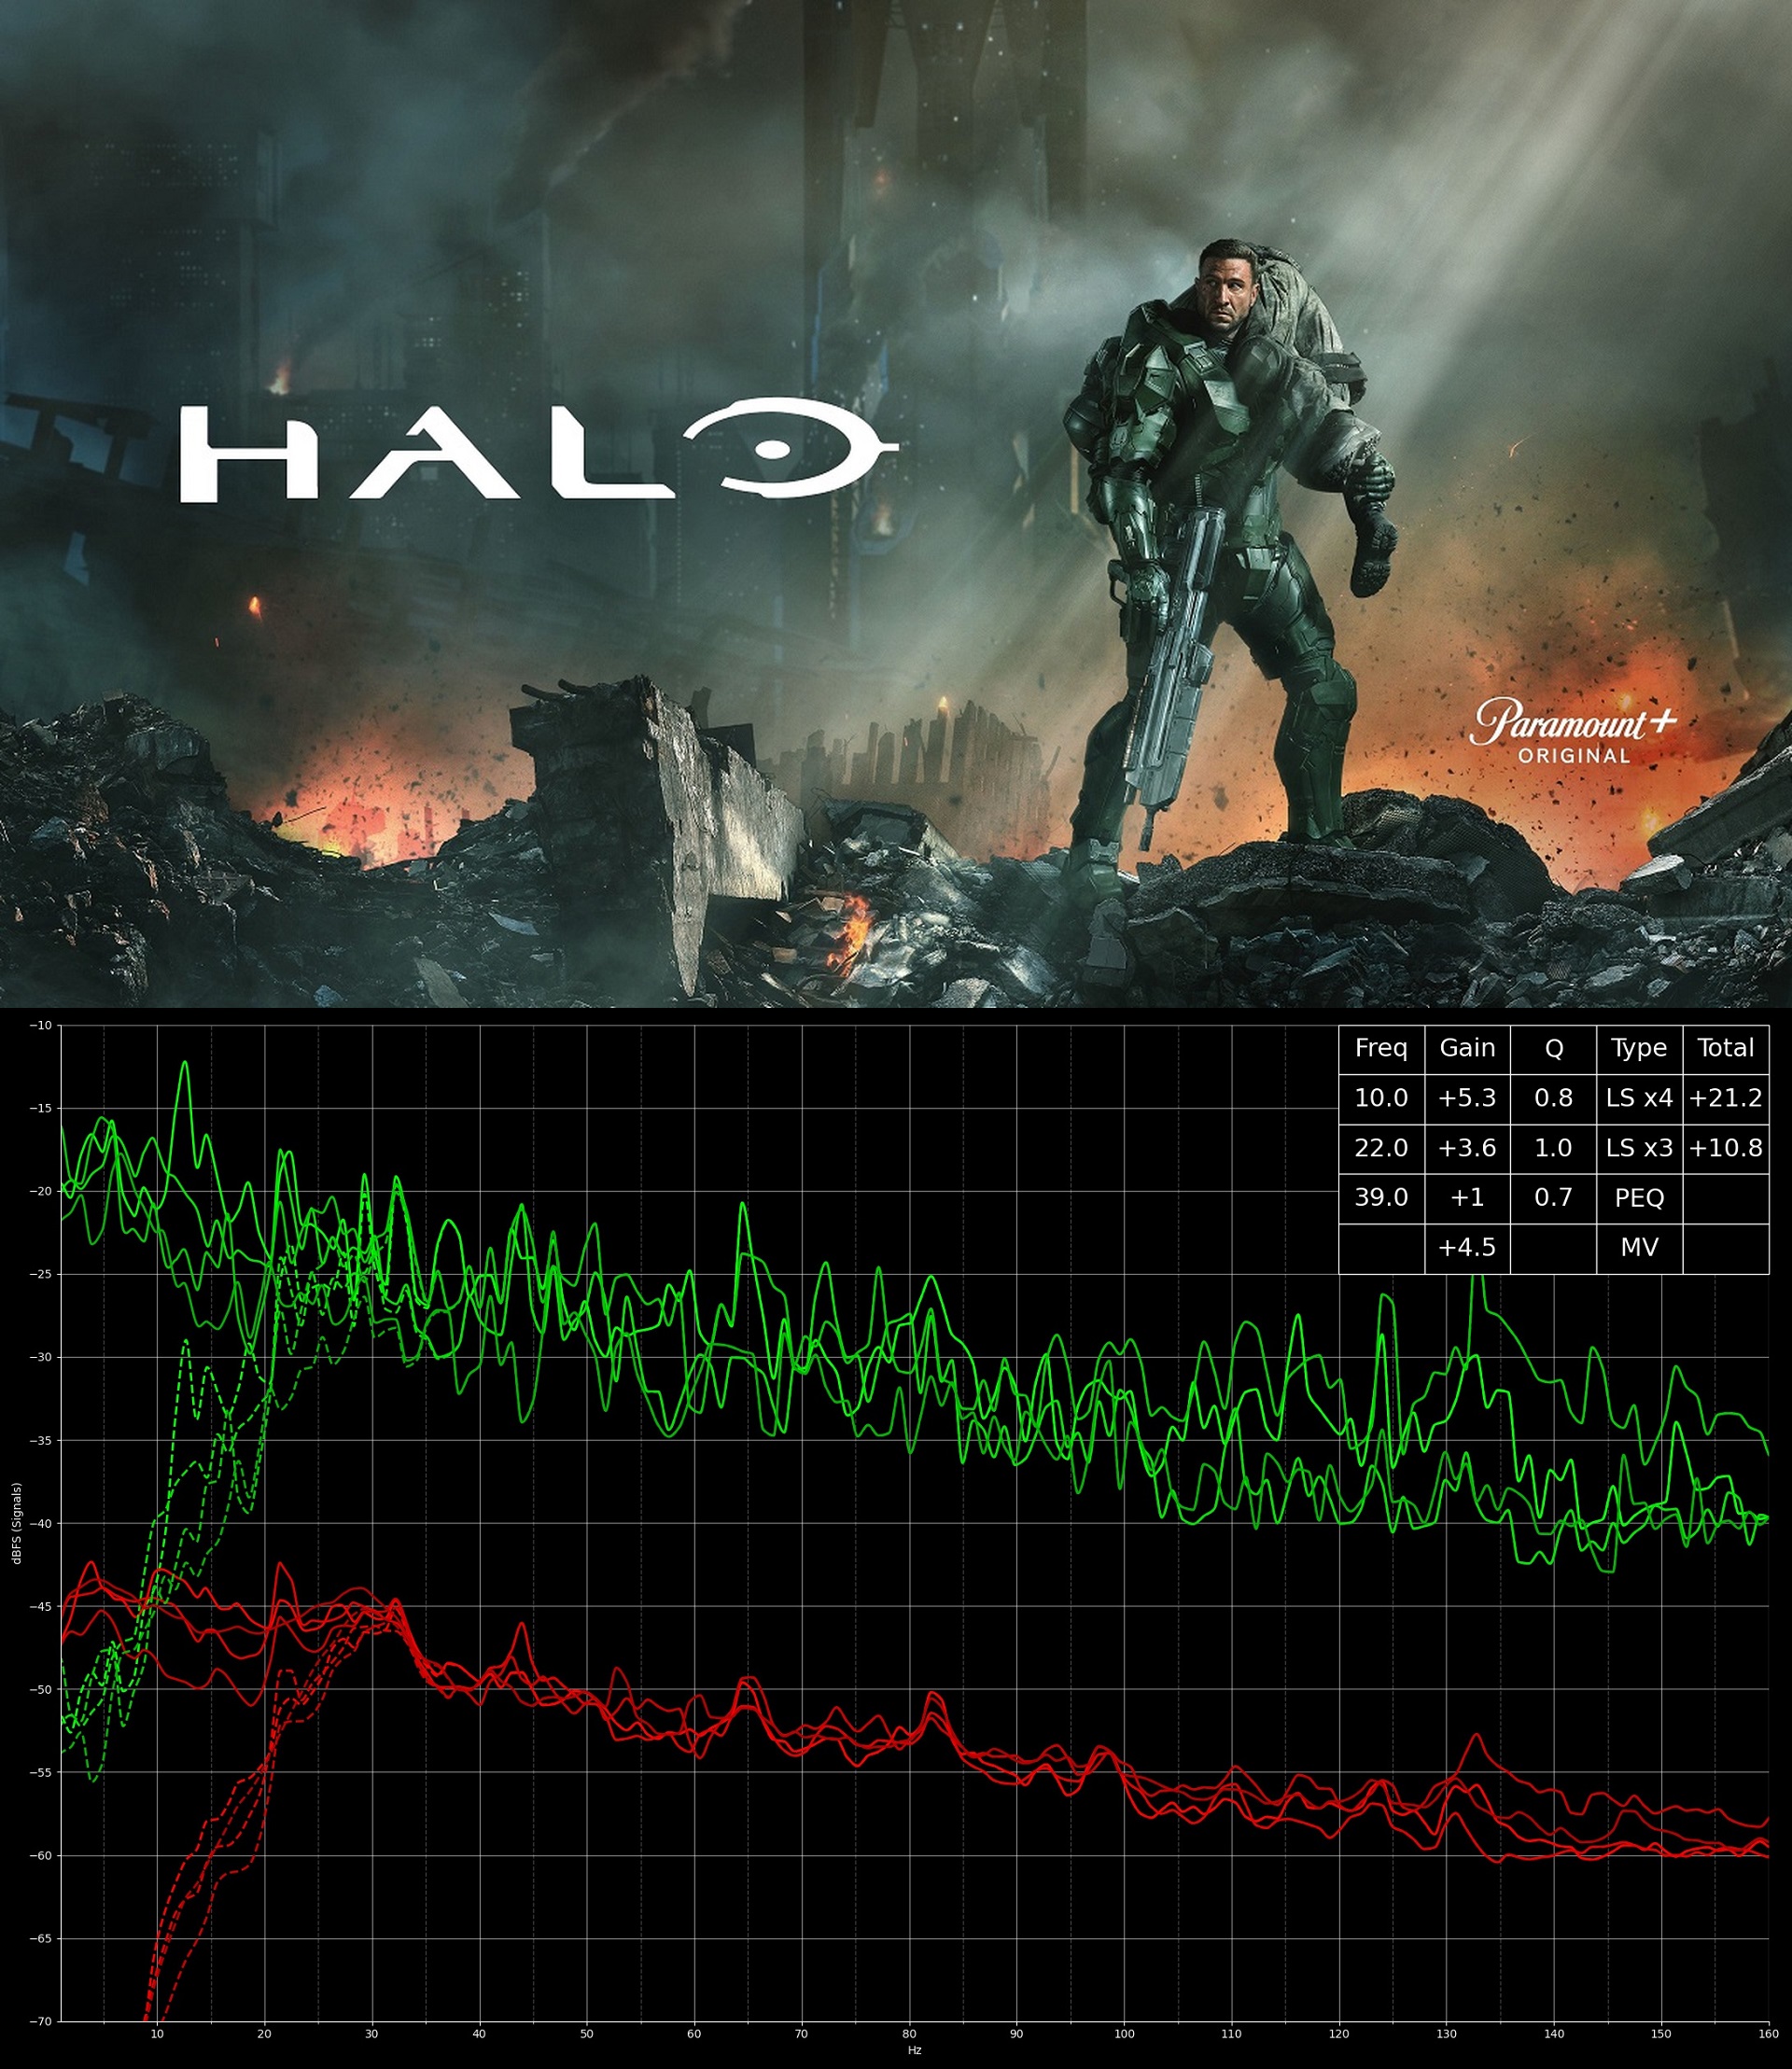 HALO
Paramount+
ORIGINAL
Freq Gain Q Type Total
10.0 +5.3 0.8 LS x4 +21.2
22.0 +3.6 1.0 LS x3 +10.8
39.0 +1 0.7 PEQ
+4.5 MV
−10
−15
−20
−25
−30
−35
−40
−45
−50
−55
−60
−65
−70
dBFS (Signals)
10 20 30 40 50 60 70 80 90 100 110 120 130 140 150 160
Hz